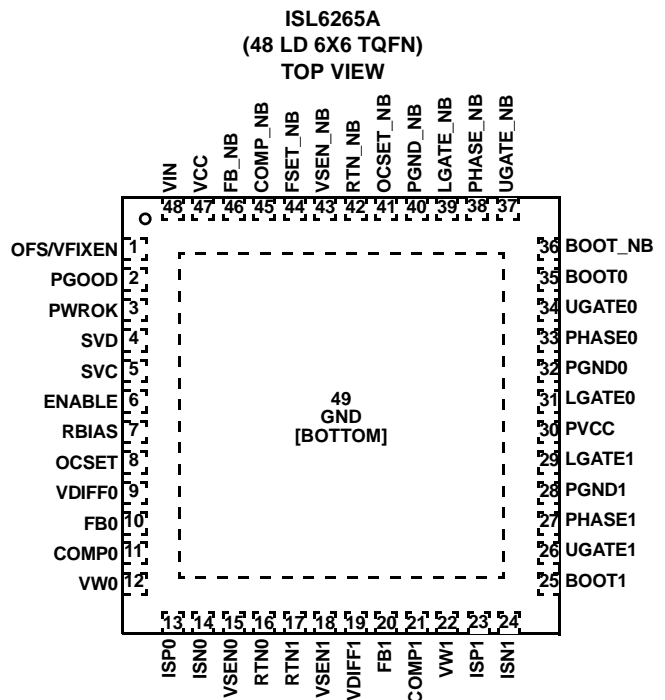 ISL6265A
(48 LD 6X6 TQFN)
TOP VIEW
VIN
VCC
FB_NB
COMP_NB
FSET_NB
VSEN_NB
RTN_NB
OCSET_NB
PGND_NB
LGATE_NB
PHASE_NB
UGATE_NB
48 47 46 45 44 43 42 41 40 39 38 37
OFS/VFIXEN 1
PGOOD 2
PWROK 3
SVD 4
SVC 5
ENABLE 6
RBIAS 7
OCSET 8
VDIFF0 9
FB0 10
COMP0 11
VW0 12
49
GND
[BOTTOM]
36 BOOT_NB
35 BOOT0
34 UGATE0
33 PHASE0
32 PGND0
31 LGATE0
30 PVCC
29 LGATE1
28 PGND1
27 PHASE1
26 UGATE1
25 BOOT1
13 14 15 16 17 18 19 20 21 22 23 24
ISP0
ISN0
VSEN0
RTN0
RTN1
VSEN1
VDIFF1
FB1
COMP1
VW1
ISP1
ISN1